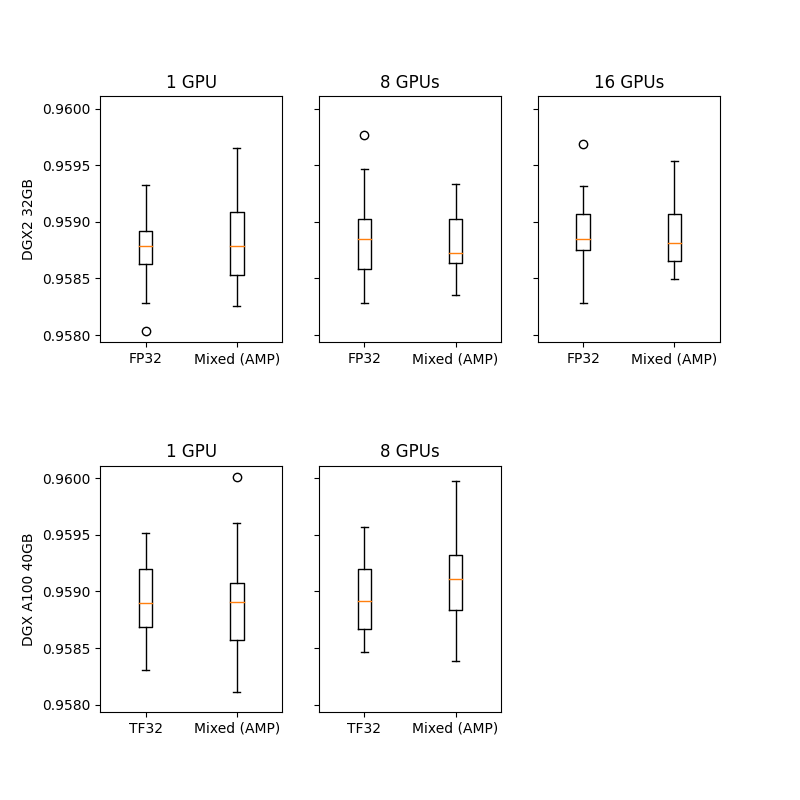 1 GPU
8 GPUs
16 GPUs
DGX2 32GB
0.9600
0.9595
0.9590
0.9585
0.9580
FP32
Mixed (AMP)
FP32
Mixed (AMP)
FP32
Mixed (AMP)
1 GPU
8 GPUs
DGX A100 40GB
0.9600
0.9595
0.9590
0.9585
0.9580
TF32
Mixed (AMP)
TF32
Mixed (AMP)